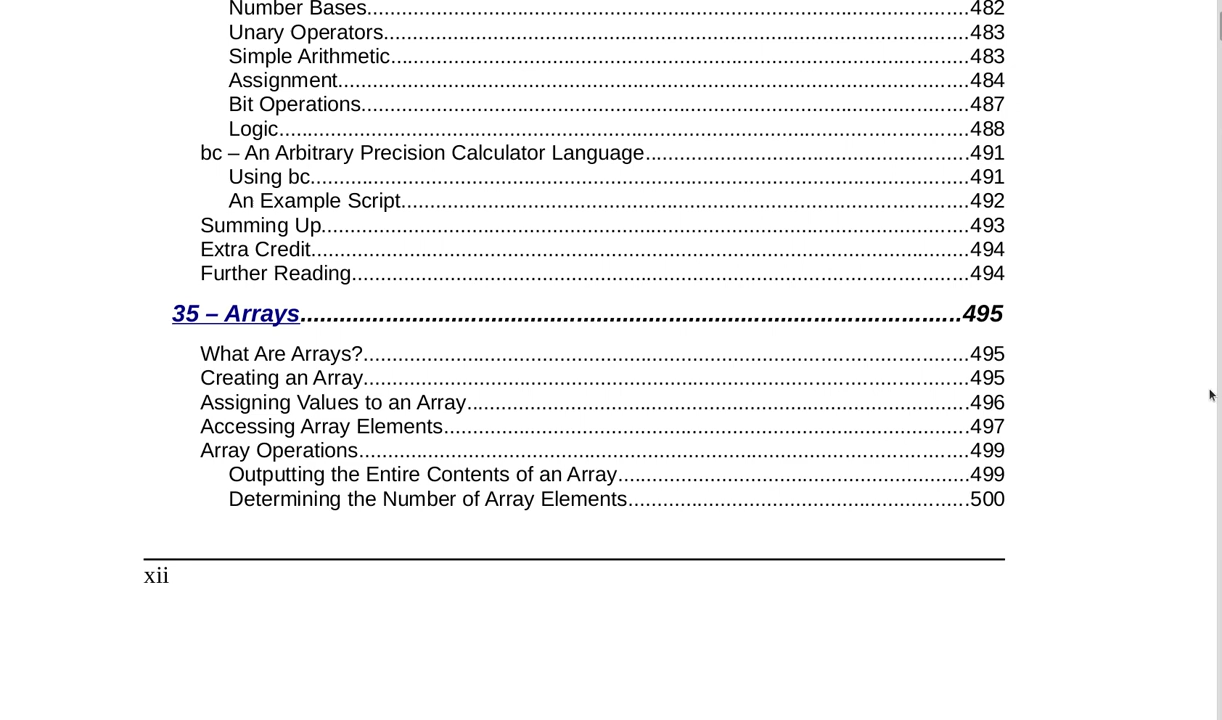 Number Bases....................................................................................................................482
Unary Operators.................................................................................................................483
Simple Arithmetic...............................................................................................................483
Assignment........................................................................................................................484
Bit Operations....................................................................................................................487
Logic..................................................................................................................................488
bc – An Arbitrary Precision Calculator Language.............................................................491
Using bc.............................................................................................................................491
An Example Script.............................................................................................................492
Summing Up.......................................................................................................................493
Extra Credit........................................................................................................................494
Further Reading.................................................................................................................494
35 – Arrays....................................................................................................495
What Are Arrays?...............................................................................................................495
Creating an Array...............................................................................................................495
Assigning Values to an Array.............................................................................................496
Accessing Array Elements.................................................................................................497
Array Operations................................................................................................................499
Outputting the Entire Contents of an Array.....................................................................499
Determining the Number of Array Elements...................................................................500
xii